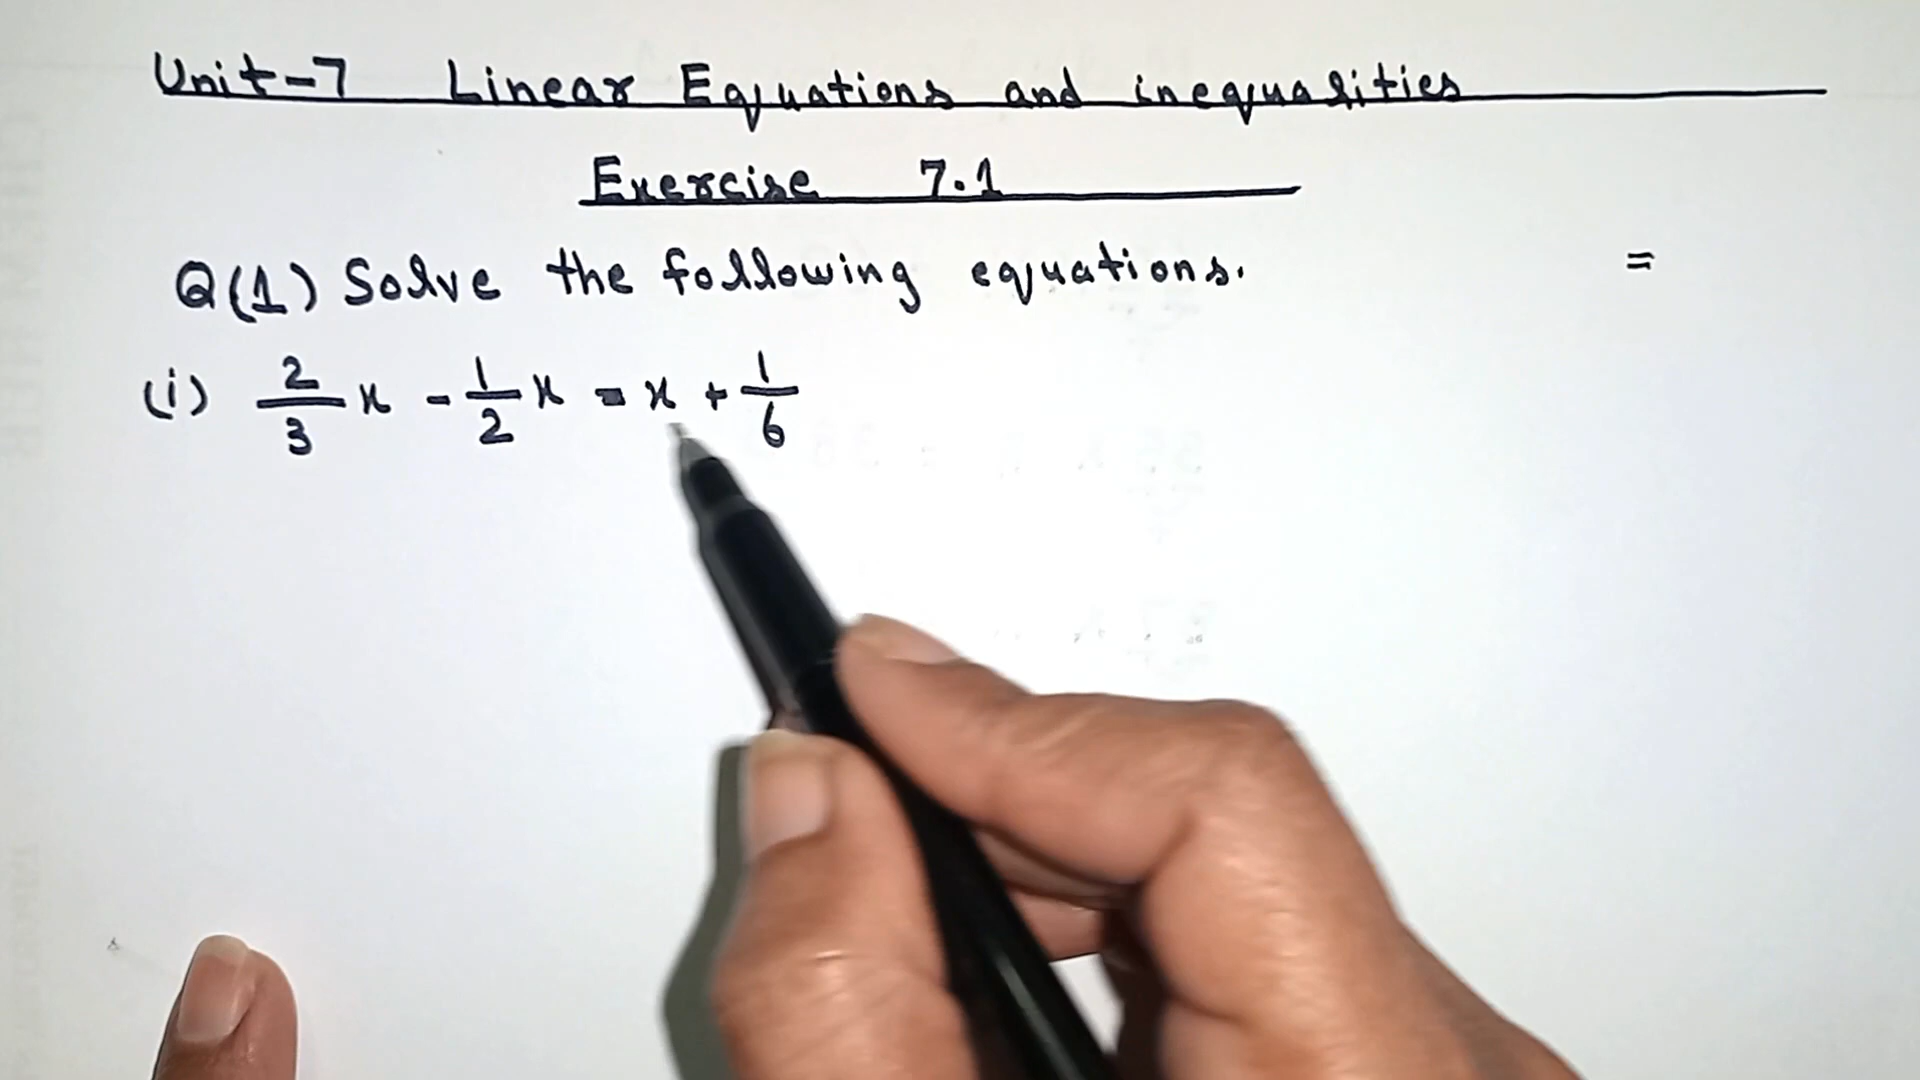 Unit-7 Linear Equations and inequalities
Exercise 7.1
Q(1) Solve the following equations. =
(i) 2/3 x - 1/2 x = x + 1/6